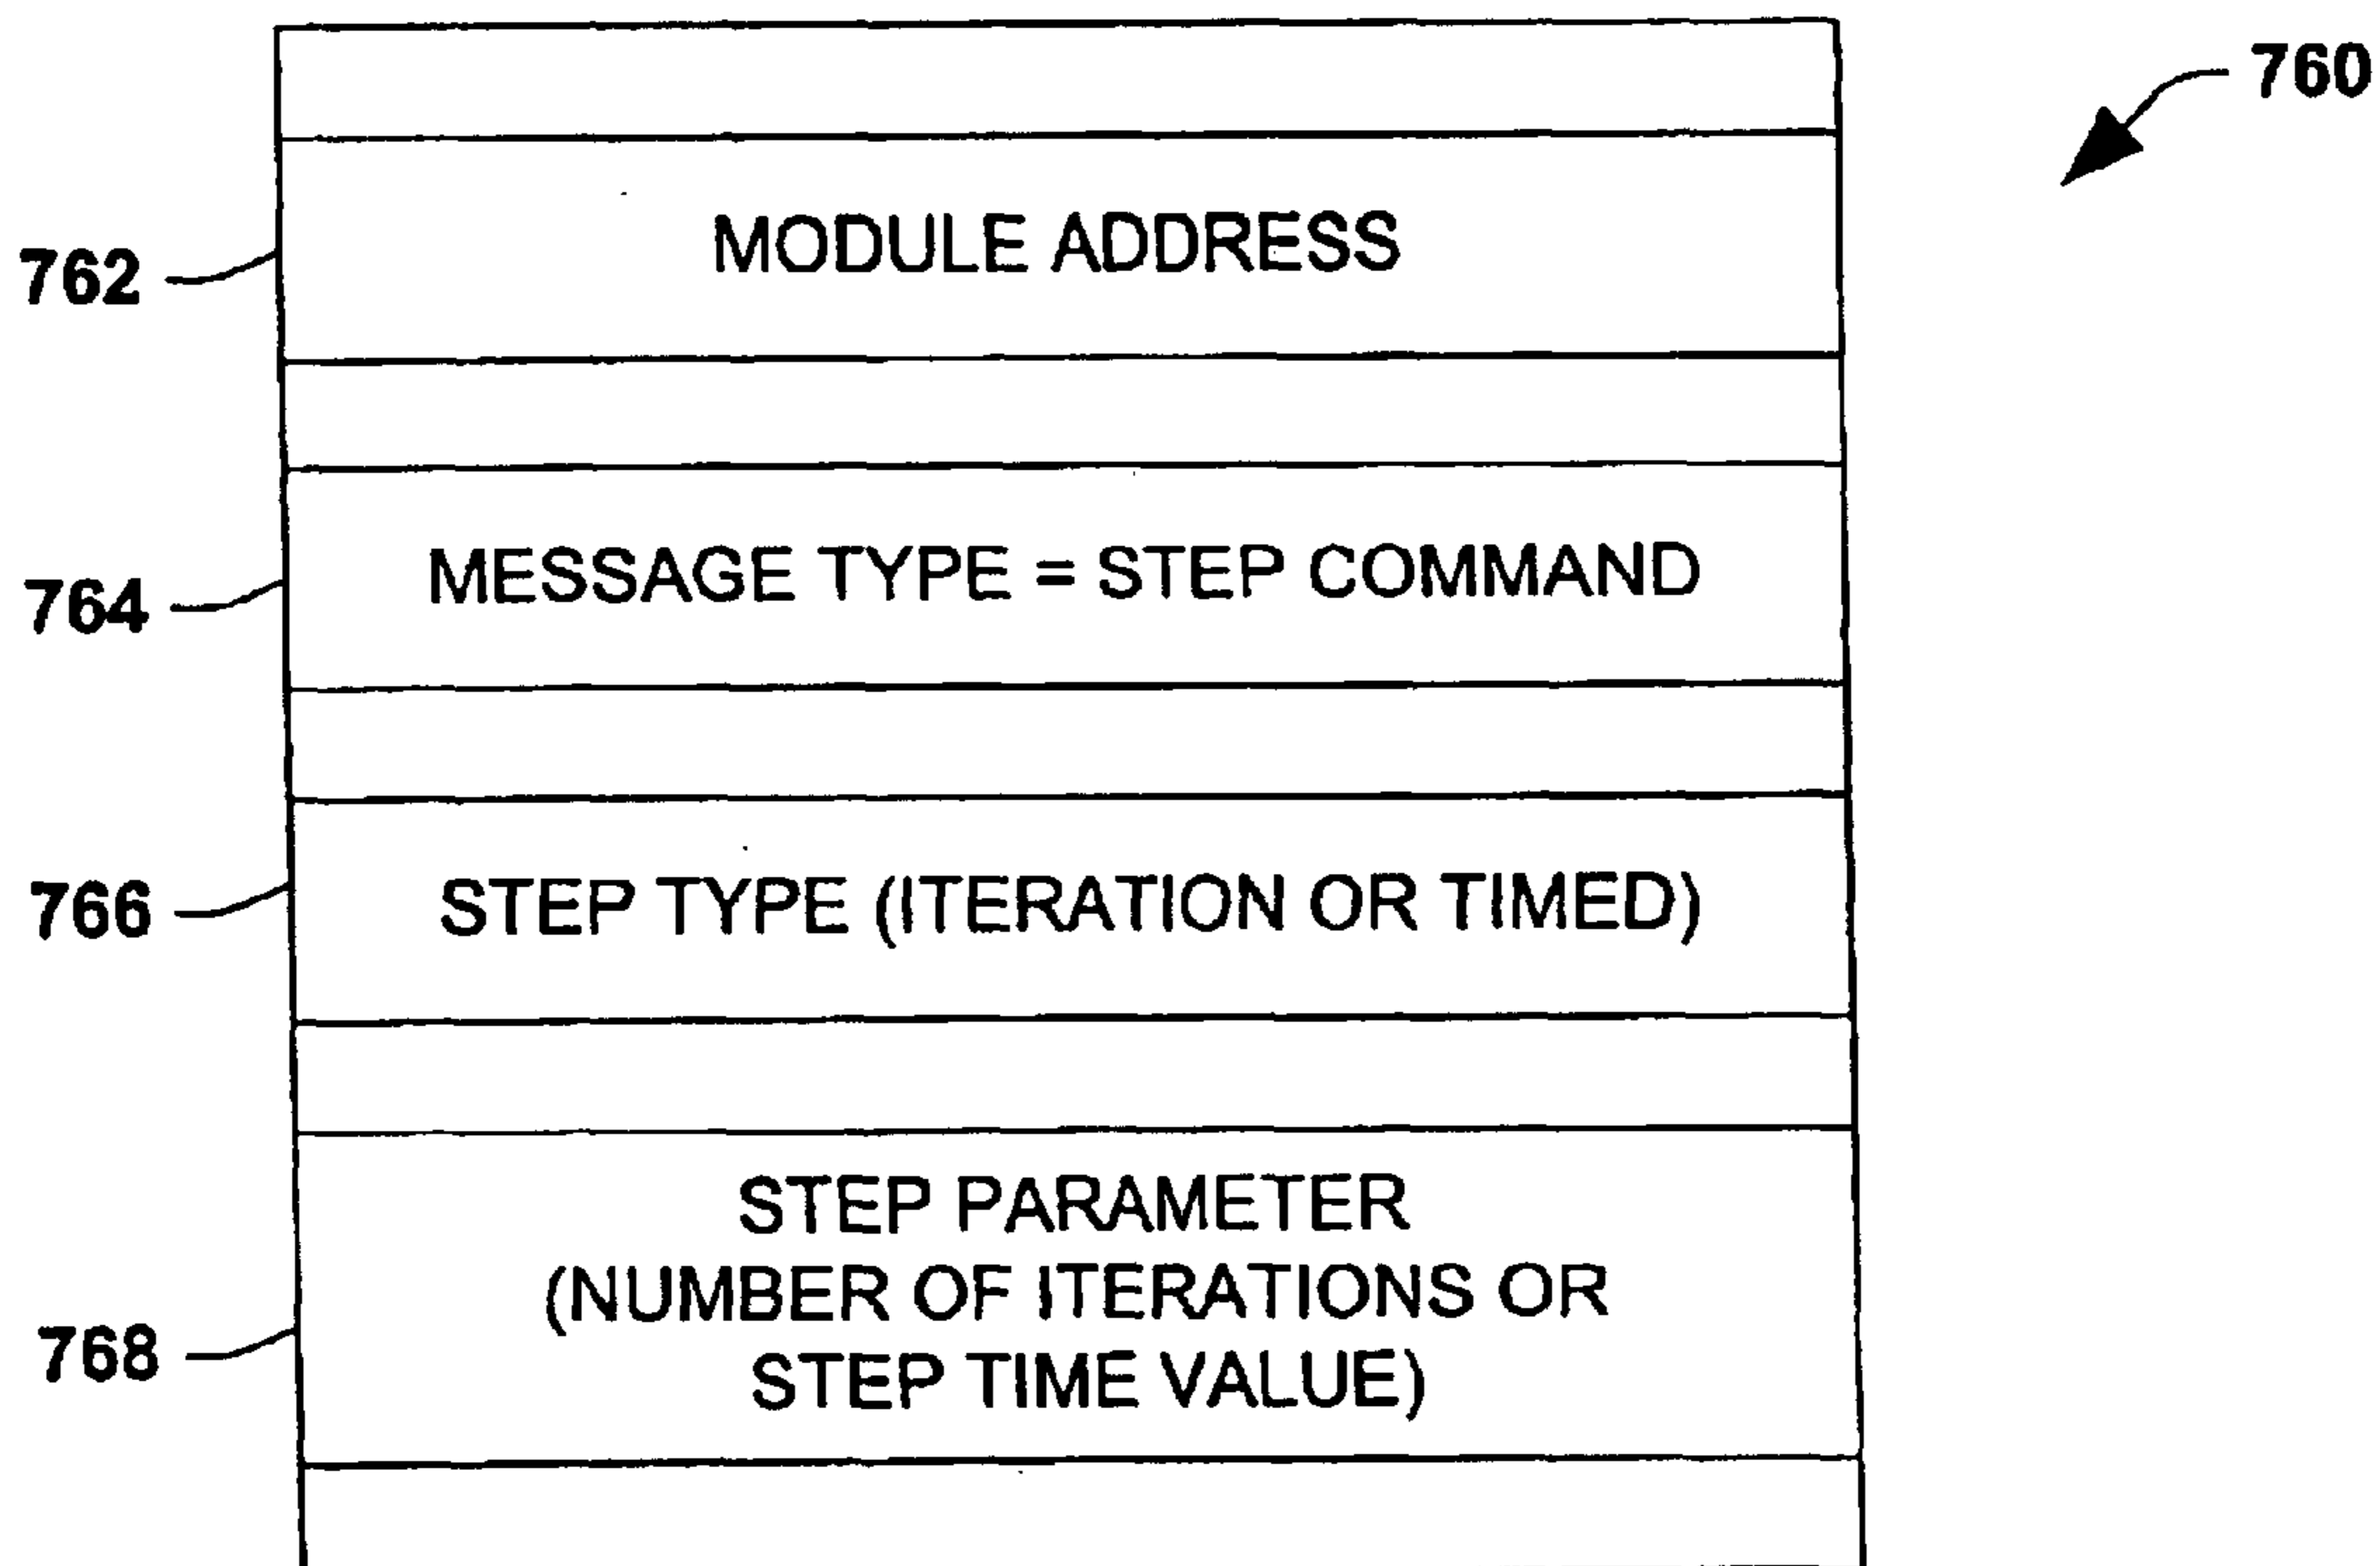 760
762
MODULE ADDRESS
764
MESSAGE TYPE = STEP COMMAND
766
STEP TYPE (ITERATION OR TIMED)
768
STEP PARAMETER
(NUMBER OF ITERATIONS OR
STEP TIME VALUE)